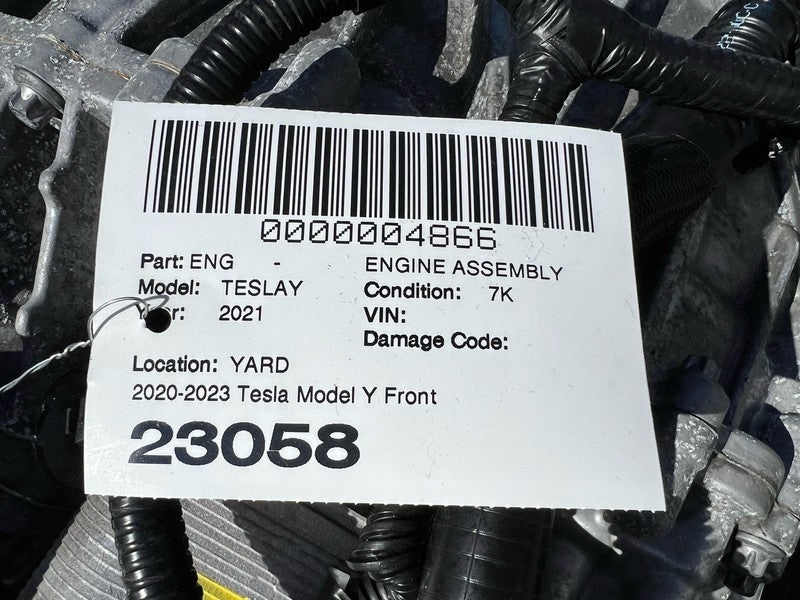 0000004866
Part: ENG - ENGINE ASSEMBLY
Model: TESLAY Condition: 7K
Year: 2021 VIN:
Damage Code:
Location: YARD
2020-2023 Tesla Model Y Front
23058